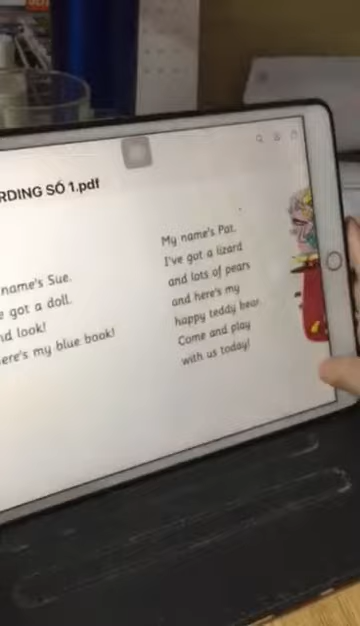 RDING SỐ 1.pdf
name's Sue.
got a doll.
nd look!
ere's my blue book!
My name's Pat.
I've got a lizard
and lots of pears
and here's my
happy teddy bear.
Come and play
with us today!